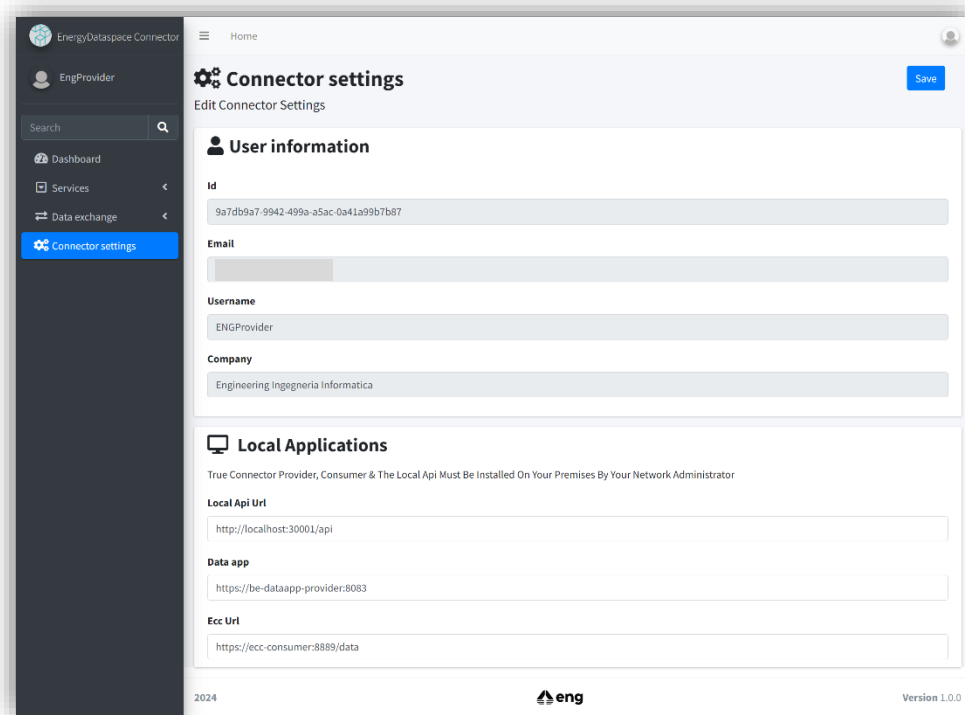 EnergyDataspace Connector
Home
EngProvider
Search
Dashboard
Services
Data exchange
Connector settings
Connector settings
Save
Edit Connector Settings
User information
Id
9a7db9a7-9942-499a-a5ac-0a41a99b7b87
Email
Username
ENGProvider
Company
Engineering Ingegneria Informatica
Local Applications
True Connector Provider, Consumer & The Local Api Must Be Installed On Your Premises By Your Network Administrator
Local Api Url
http://localhost:30001/api
Data app
https://be-dataapp-provider:8083
Ecc Url
https://ecc-consumer:8889/data
2024
eng
Version 1.0.0